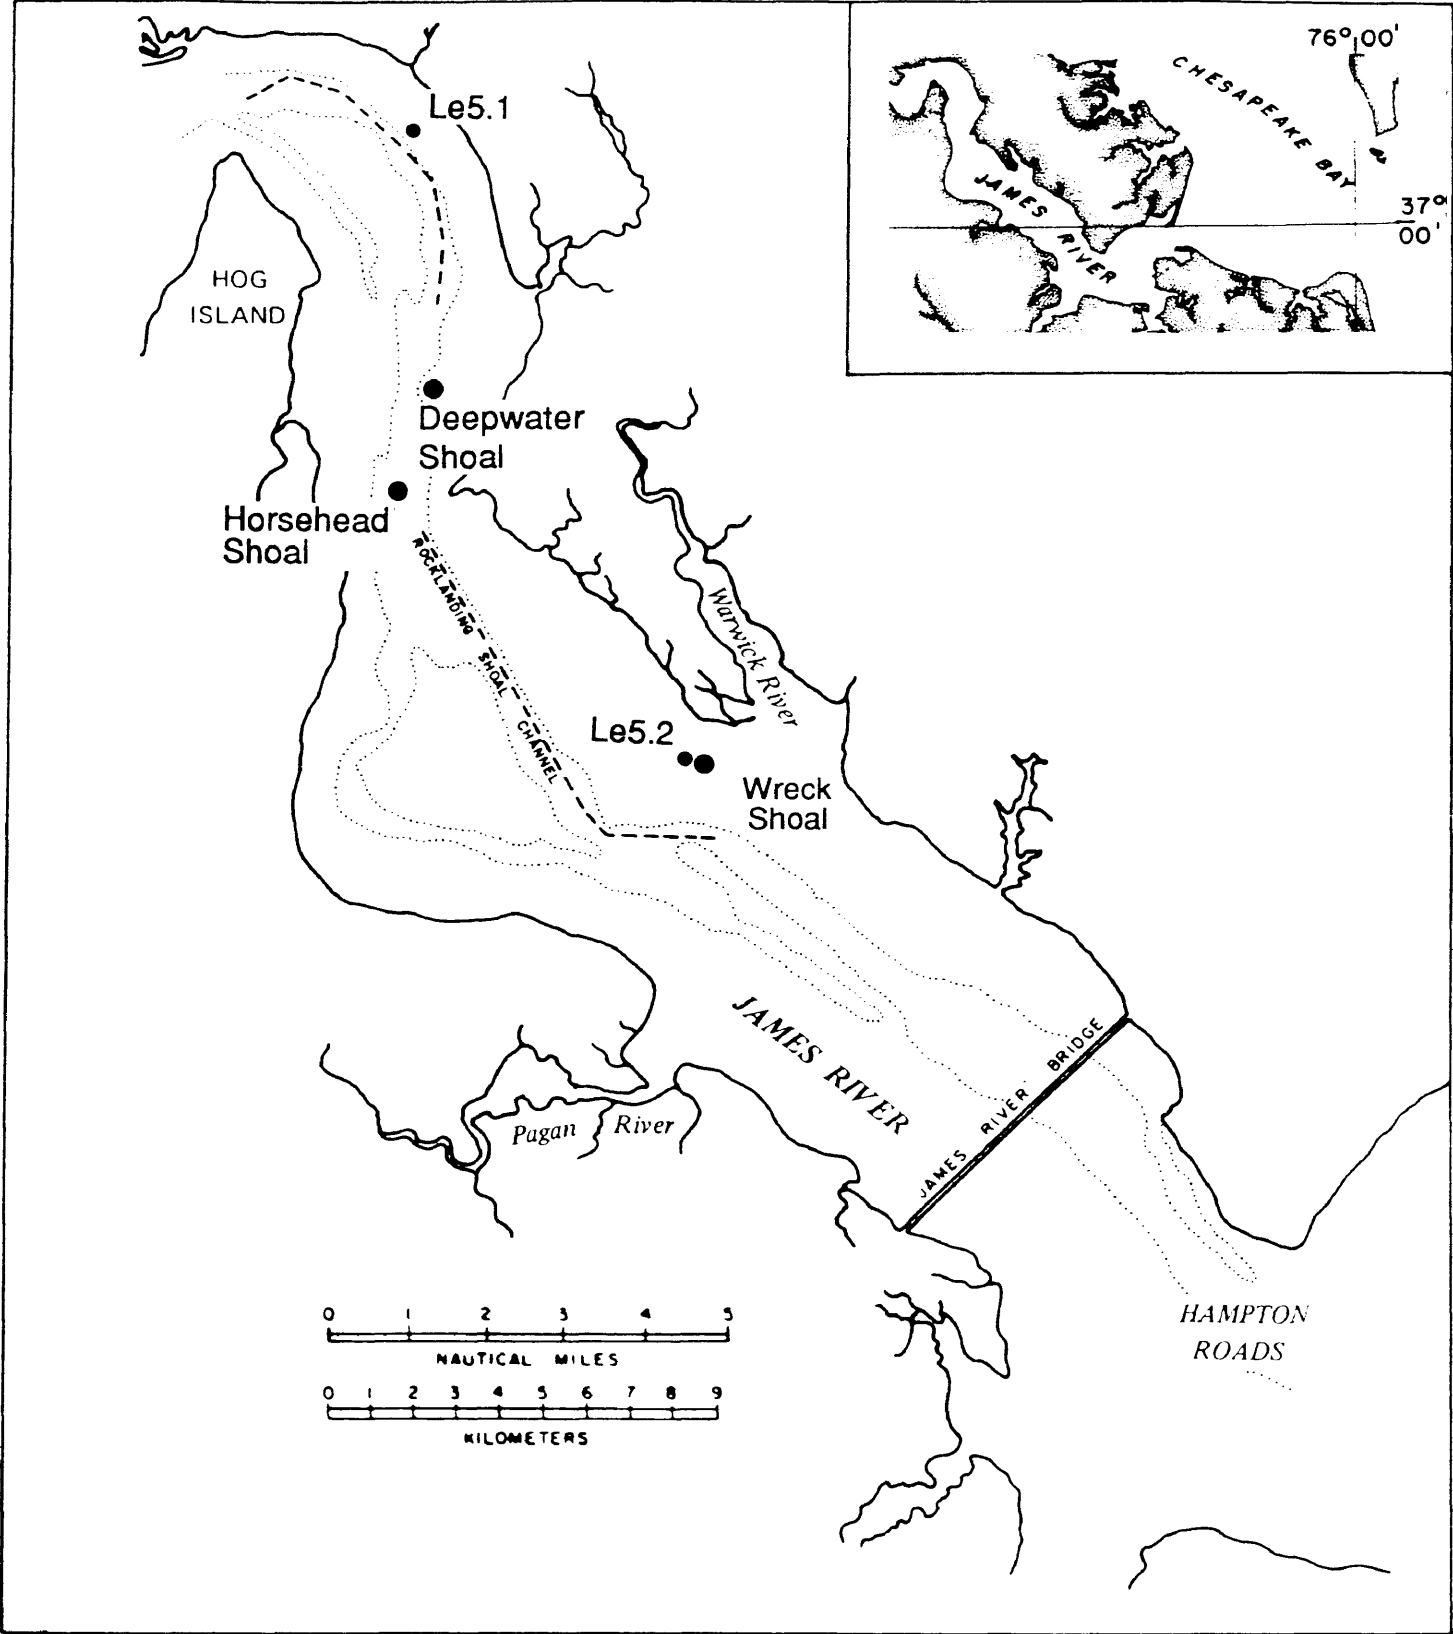 76° 00'
CHESAPEAKE BAY
JAMES
RIVER
37°
00'
Le5.1
HOG
ISLAND
Deepwater
Shoal
Horsehead
Shoal
ROCKLANDING
SHOAL
CHANNEL
Warwick River
Le5.2
Wreck
Shoal
JAMES RIVER
JAMES RIVER BRIDGE
Pagan River
HAMPTON
ROADS
0 1 2 3 4 5
NAUTICAL MILES
0 1 2 3 4 5 6 7 8 9
KILOMETERS